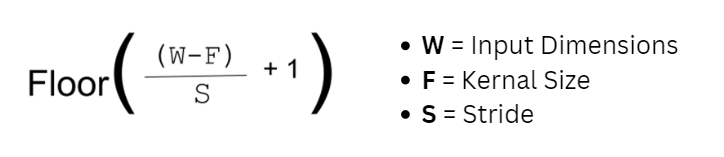 Floor( (W-F)/S + 1 )
• W = Input Dimensions
• F = Kernal Size
• S = Stride